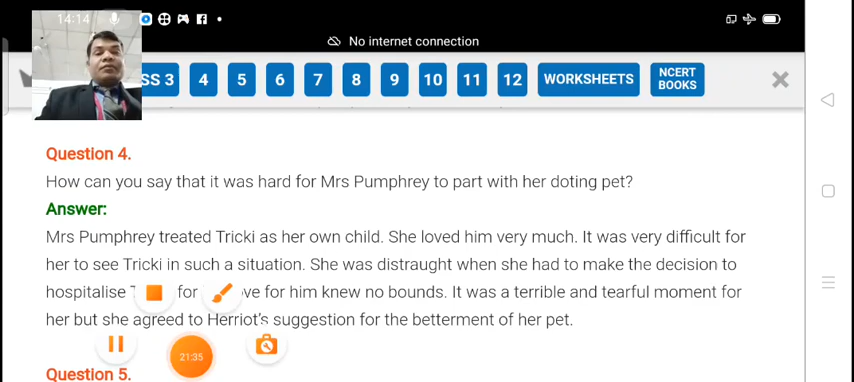 14:14
No internet connection
SS 3 4 5 6 7 8 9 10 11 12 WORKSHEETS NCERT BOOKS
Question 4.
How can you say that it was hard for Mrs Pumphrey to part with her doting pet?
Answer:
Mrs Pumphrey treated Tricki as her own child. She loved him very much. It was very difficult for
her to see Tricki in such a situation. She was distraught when she had to make the decision to
hospitalise for ve for him knew no bounds. It was a terrible and tearful moment for
her but she agreed to Herriot's suggestion for the betterment of her pet.
21:35
Question 5.